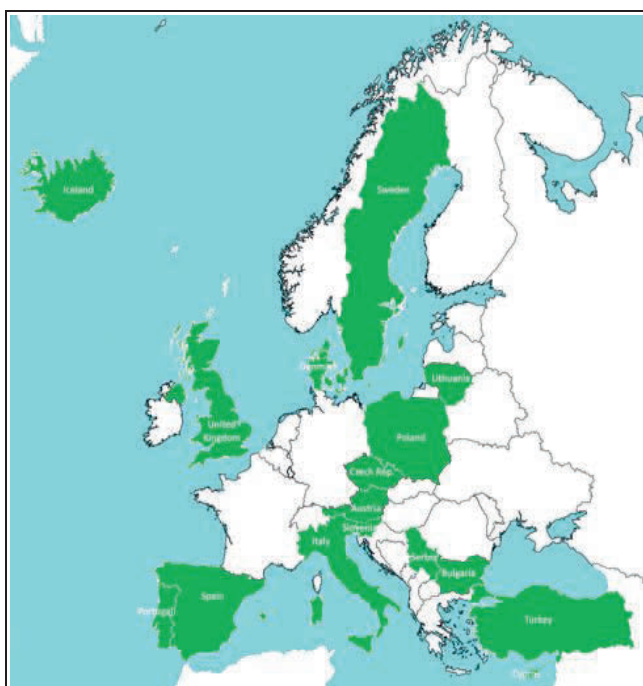 Iceland
Sweden
Denmark
Lithuania
United
Kingdom
Poland
Czech Rep.
Austria
Slovenia
Italy
Serbia
Bulgaria
Portugal
Spain
Turkey
Cyprus